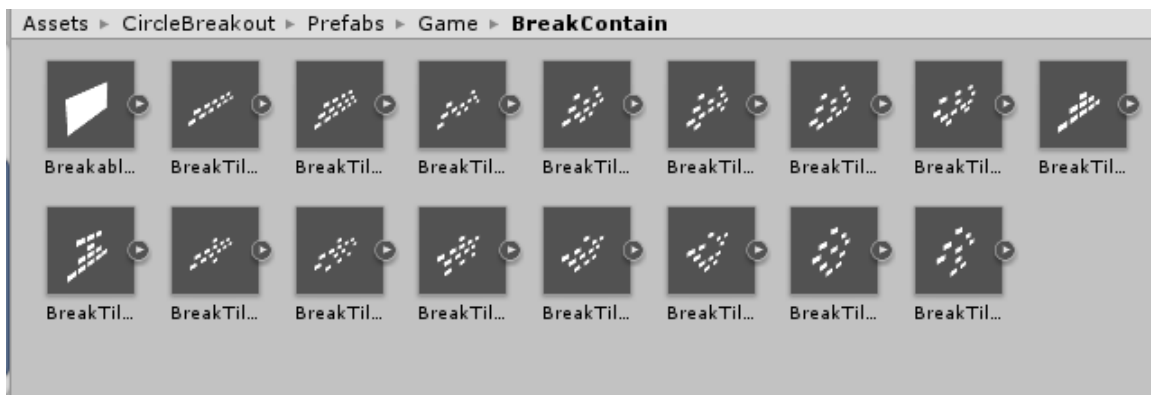 Assets ▸ CircleBreakout ▸ Prefabs ▸ Game ▸ BreakContain
Breakabl... BreakTil... BreakTil... BreakTil... BreakTil... BreakTil... BreakTil... BreakTil... BreakTil...
BreakTil... BreakTil... BreakTil... BreakTil... BreakTil... BreakTil... BreakTil... BreakTil...